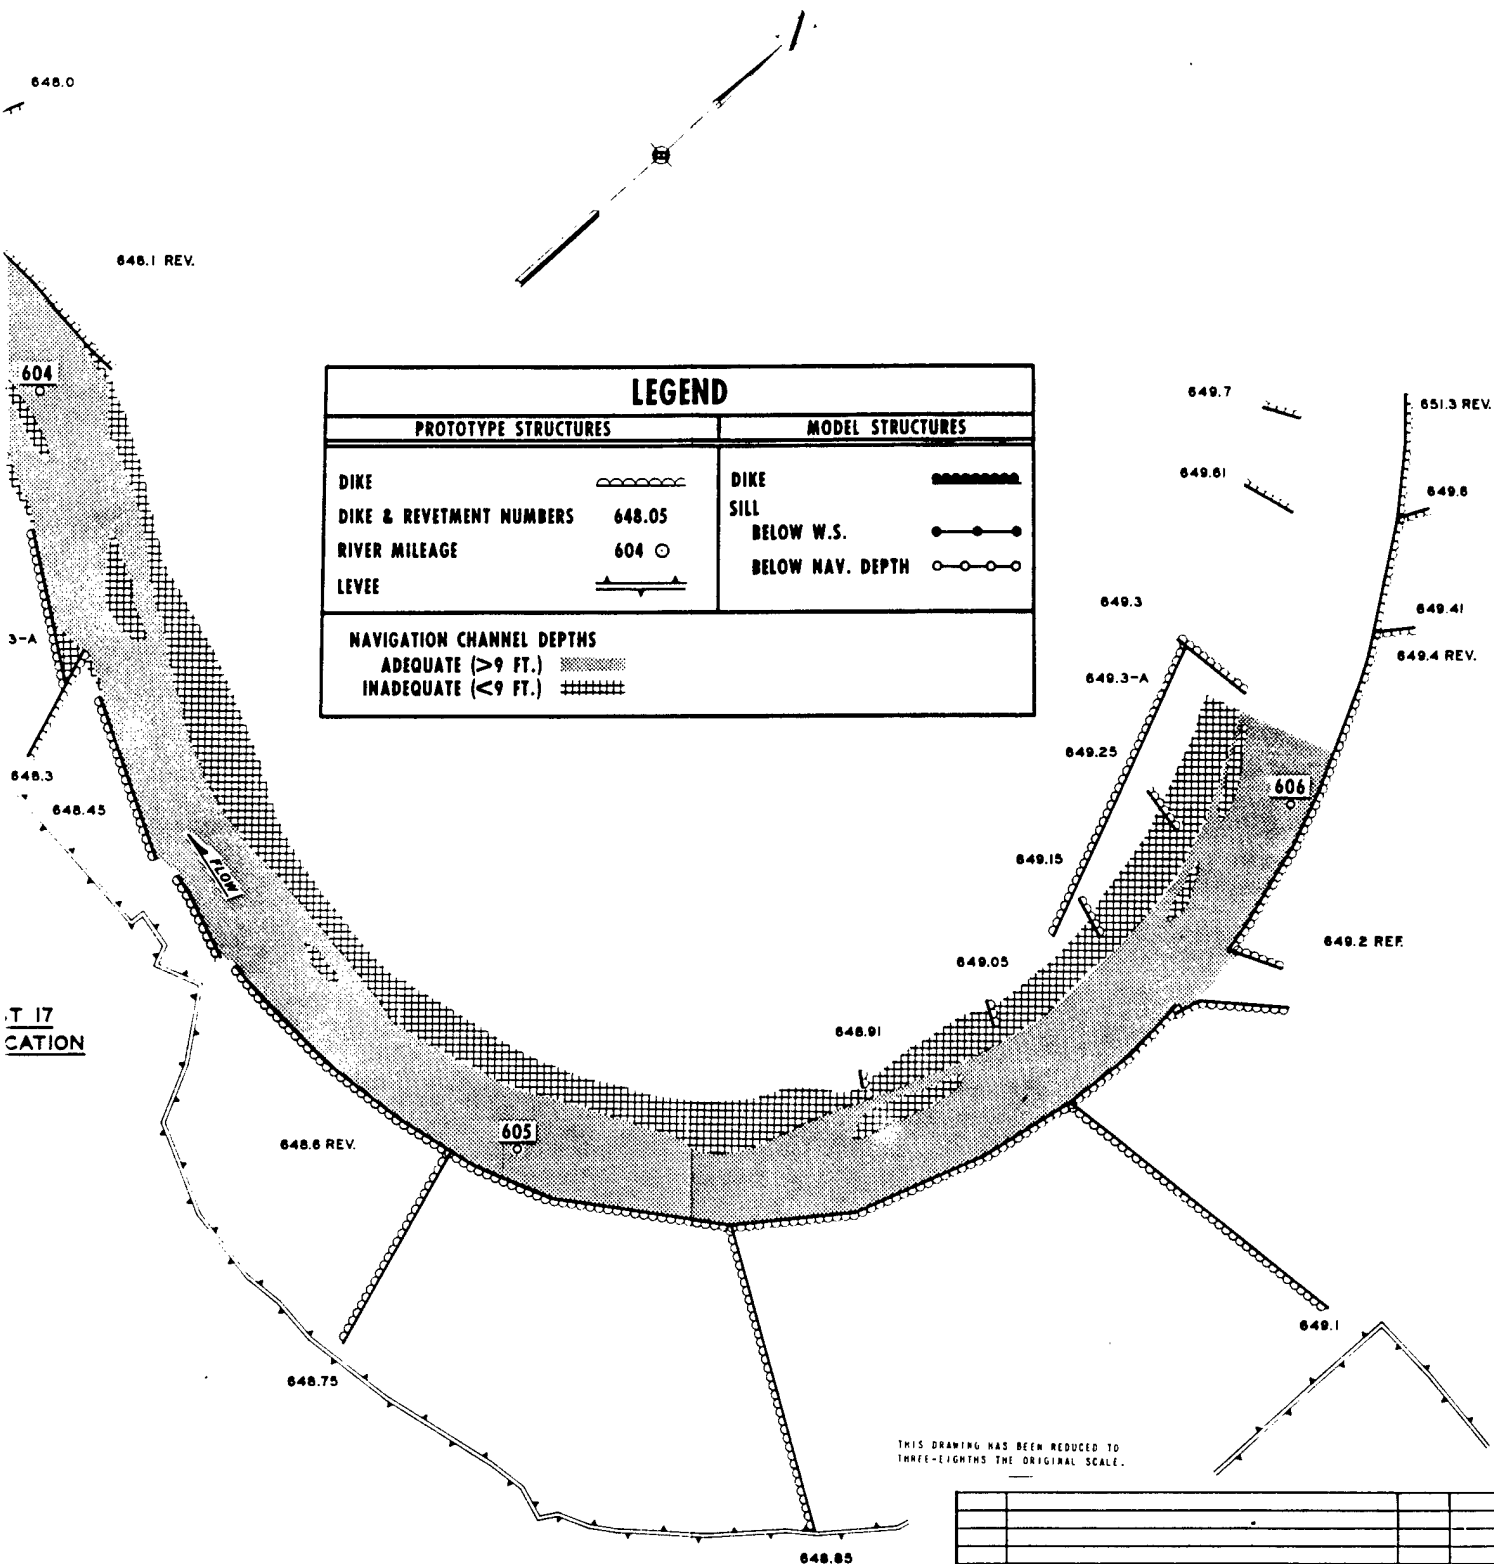 648.0
648.1 REV.
604
LEGEND
PROTOTYPE STRUCTURES
MODEL STRUCTURES
DIKE
DIKE & REVETMENT NUMBERS 648.05
RIVER MILEAGE 604
LEVEE
DIKE
SILL
BELOW W.S.
BELOW NAV. DEPTH
NAVIGATION CHANNEL DEPTHS
ADEQUATE (>9 FT.)
INADEQUATE (<9 FT.)
649.7
651.3 REV.
649.61
649.6
649.3
649.41
649.4 REV.
3-A
649.3-A
649.25
648.3
606
648.45
FLOW
649.15
649.2 REF.
649.05
T 17
CATION
648.91
605
648.6 REV.
649.1
648.75
THIS DRAWING HAS BEEN REDUCED TO
THREE-EIGHTHS THE ORIGINAL SCALE.
648.85